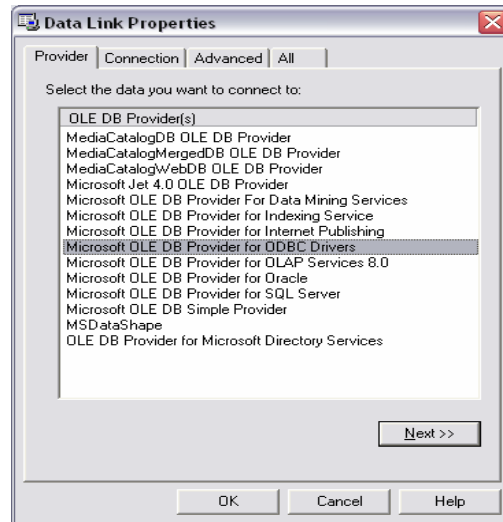 Data Link Properties
Provider Connection Advanced All
Select the data you want to connect to:
OLE DB Provider(s)
MediaCatalogDB OLE DB Provider
MediaCatalogMergedDB OLE DB Provider
MediaCatalogWebDB OLE DB Provider
Microsoft Jet 4.0 OLE DB Provider
Microsoft OLE DB Provider For Data Mining Services
Microsoft OLE DB Provider for Indexing Service
Microsoft OLE DB Provider for Internet Publishing
Microsoft OLE DB Provider for ODBC Drivers
Microsoft OLE DB Provider for OLAP Services 8.0
Microsoft OLE DB Provider for Oracle
Microsoft OLE DB Provider for SQL Server
Microsoft OLE DB Simple Provider
MSDataShape
OLE DB Provider for Microsoft Directory Services
Next >>
OK Cancel Help